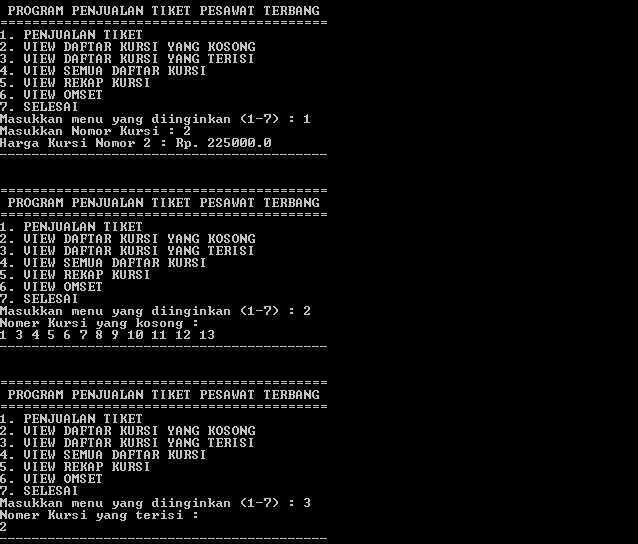 PROGRAM PENJUALAN TIKET PESAWAT TERBANG
=========================================
1. PENJUALAN TIKET
2. VIEW DAFTAR KURSI YANG KOSONG
3. VIEW DAFTAR KURSI YANG TERISI
4. VIEW SEMUA DAFTAR KURSI
5. VIEW REKAP KURSI
6. VIEW OMSET
7. SELESAI
Masukkan menu yang diinginkan (1-7) : 1
Masukkan Nomor Kursi : 2
Harga Kursi Nomor 2 : Rp. 225000.0
-----------------------------------------
=========================================
PROGRAM PENJUALAN TIKET PESAWAT TERBANG
=========================================
1. PENJUALAN TIKET
2. VIEW DAFTAR KURSI YANG KOSONG
3. VIEW DAFTAR KURSI YANG TERISI
4. VIEW SEMUA DAFTAR KURSI
5. VIEW REKAP KURSI
6. VIEW OMSET
7. SELESAI
Masukkan menu yang diinginkan (1-7) : 2
Nomer Kursi yang kosong :
1 3 4 5 6 7 8 9 10 11 12 13
-----------------------------------------
=========================================
PROGRAM PENJUALAN TIKET PESAWAT TERBANG
=========================================
1. PENJUALAN TIKET
2. VIEW DAFTAR KURSI YANG KOSONG
3. VIEW DAFTAR KURSI YANG TERISI
4. VIEW SEMUA DAFTAR KURSI
5. VIEW REKAP KURSI
6. VIEW OMSET
7. SELESAI
Masukkan menu yang diinginkan (1-7) : 3
Nomer Kursi yang terisi :
2
-----------------------------------------